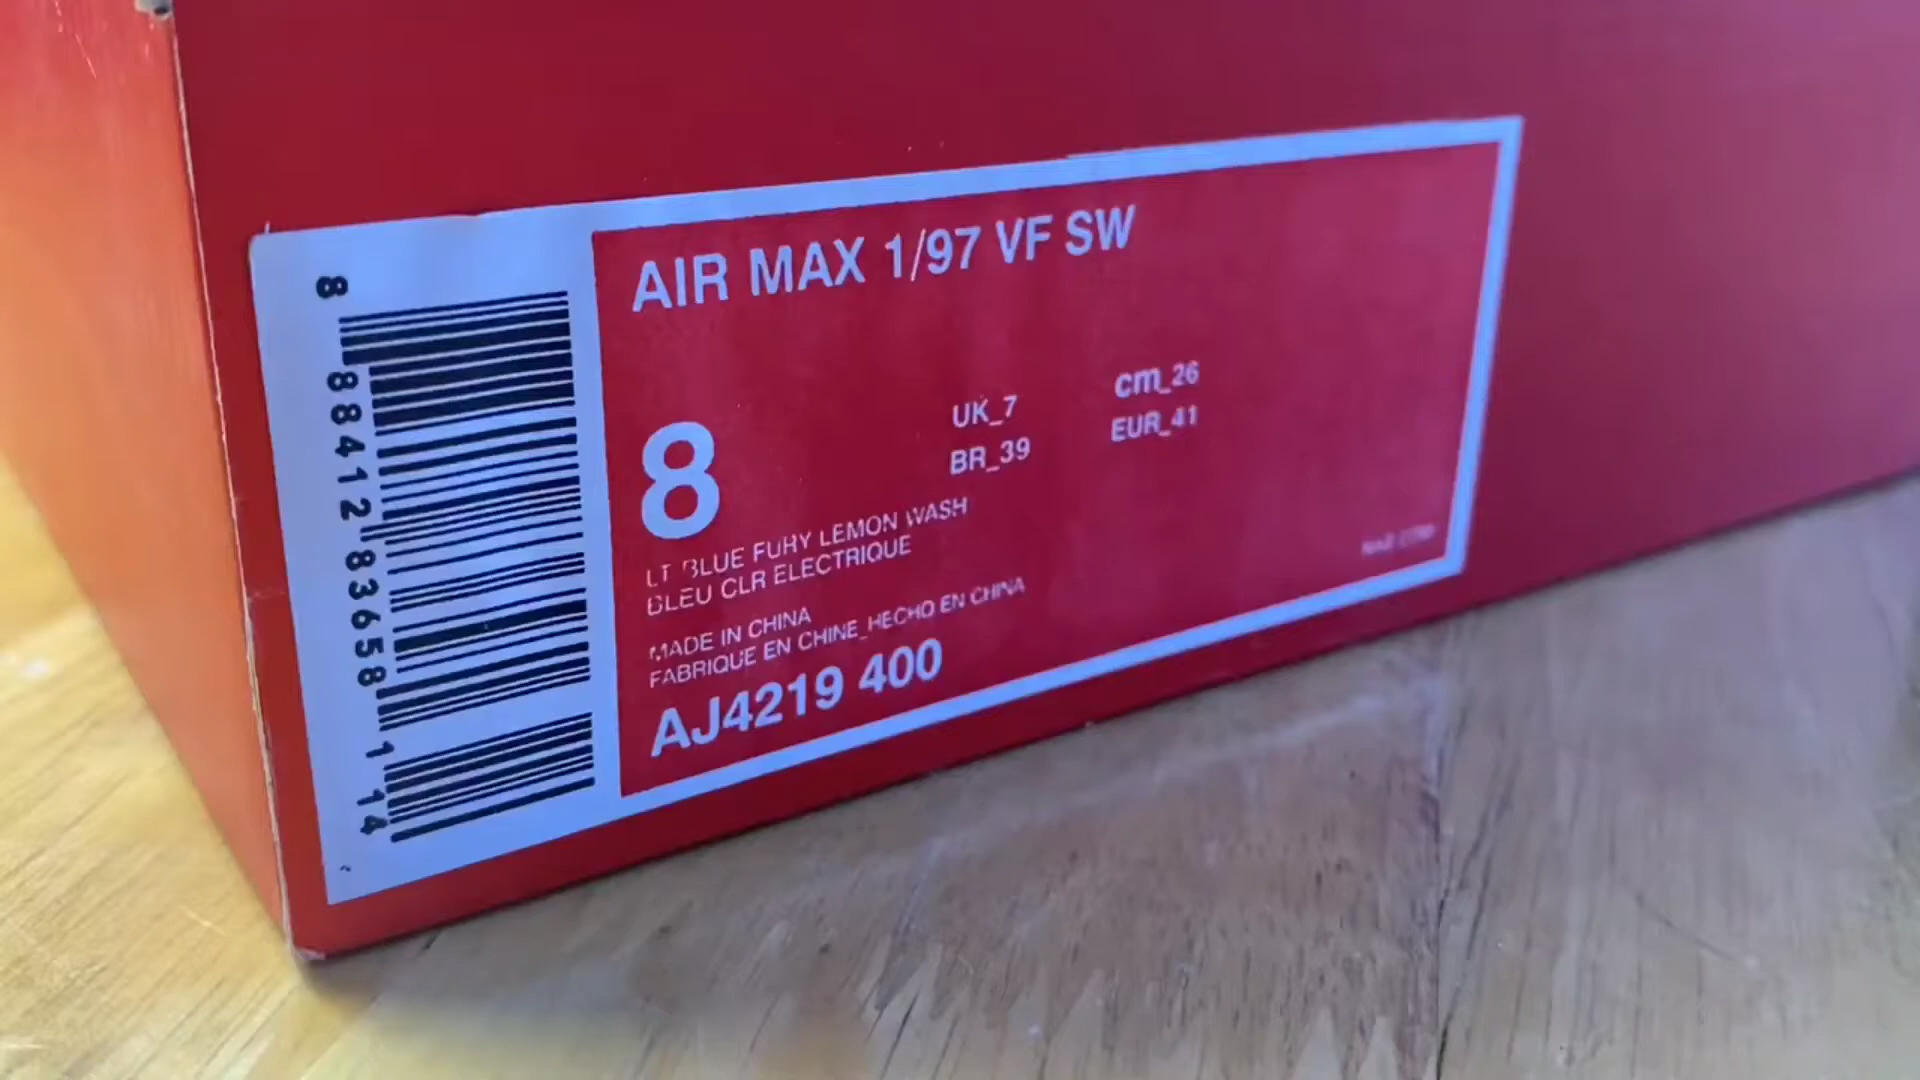 AIR MAX 1/97 VF SW
8
UK_7
cm_26
BR_39
EUR_41
LT BLUE FURY LEMON WASH
BLEU CLR ELECTRIQUE
MADE IN CHINA
FABRIQUE EN CHINE_HECHO EN CHINA
AJ4219 400
8 88412 83658 1 14